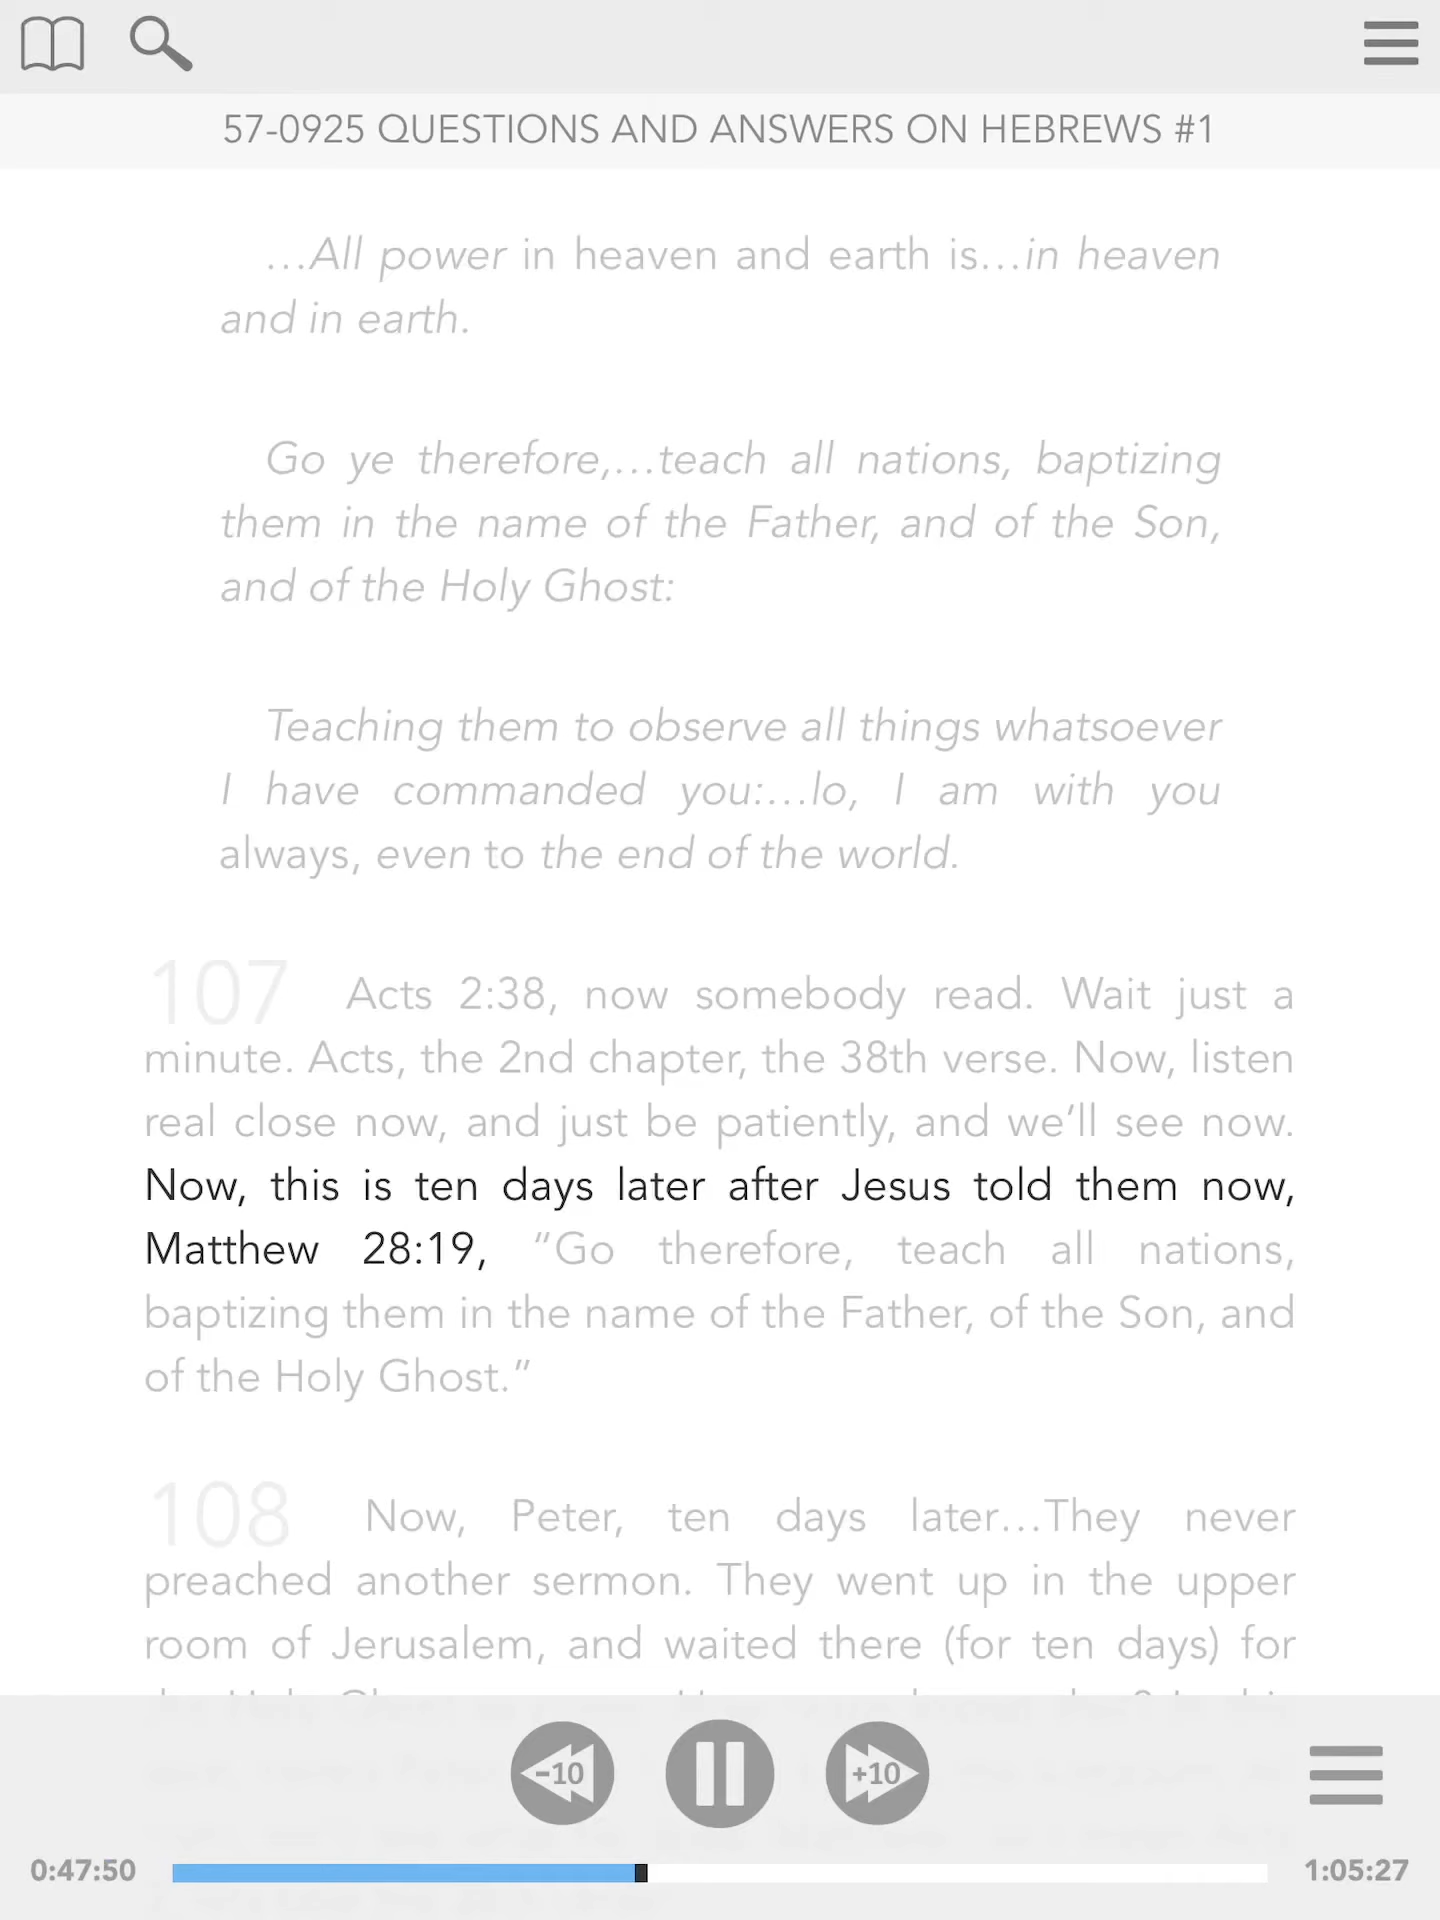 57-0925 QUESTIONS AND ANSWERS ON HEBREWS #1
…All power in heaven and earth is…in heaven
and in earth.
Go ye therefore,…teach all nations, baptizing
them in the name of the Father, and of the Son,
and of the Holy Ghost:
Teaching them to observe all things whatsoever
I have commanded you:…lo, I am with you
always, even to the end of the world.
107 Acts 2:38, now somebody read. Wait just a
minute. Acts, the 2nd chapter, the 38th verse. Now, listen
real close now, and just be patiently, and we’ll see now.
Now, this is ten days later after Jesus told them now,
Matthew 28:19, “Go therefore, teach all nations,
baptizing them in the name of the Father, of the Son, and
of the Holy Ghost.”
108 Now, Peter, ten days later…They never
preached another sermon. They went up in the upper
room of Jerusalem, and waited there (for ten days) for
-10 +10
0:47:50 1:05:27